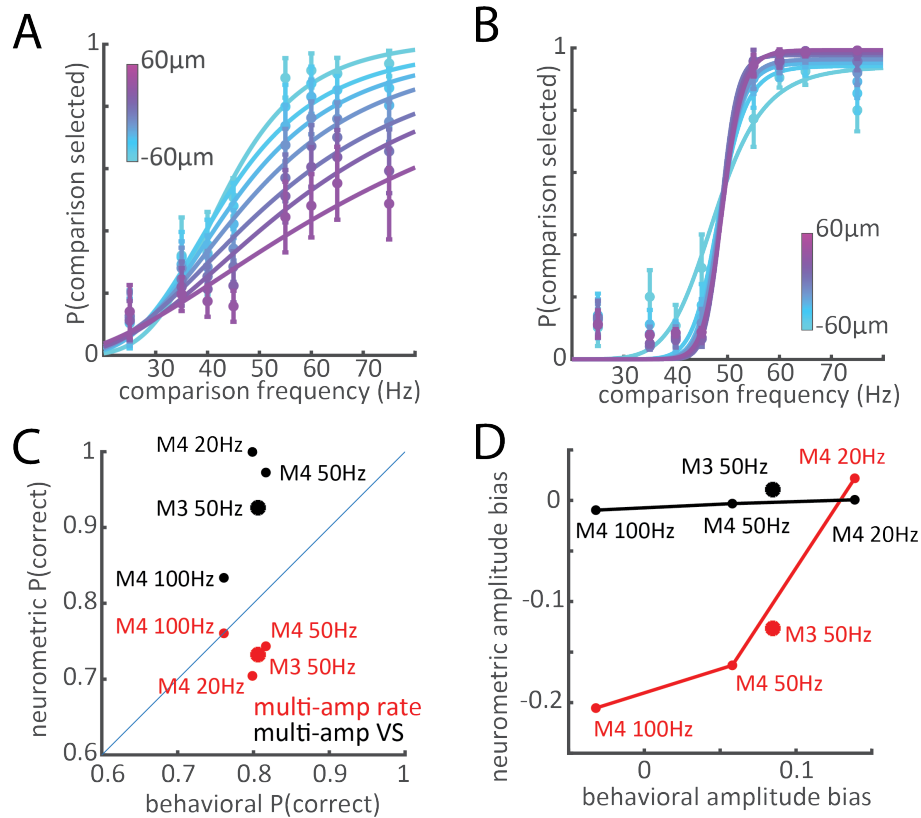 A
1
60µm
-60µm
P(comparison selected)
0
30 40 50 60 70
comparison frequency (Hz)
B
1
60µm
-60µm
P(comparison selected)
0
30 40 50 60 70
comparison frequency (Hz)
C
1
0.9
0.8
0.7
0.6
neurometric P(correct)
M4 20Hz
M4 50Hz
M3 50Hz
M4 100Hz
M4 100Hz
M4 50Hz
M3 50Hz
M4 20Hz
multi-amp rate
multi-amp VS
0.6 0.7 0.8 0.9 1
behavioral P(correct)
D
0
-0.1
-0.2
neurometric amplitude bias
M4 20Hz
M3 50Hz
M4 100Hz
M4 50Hz
M4 20Hz
M3 50Hz
M4 50Hz
M4 100Hz
0 0.1
behavioral amplitude bias